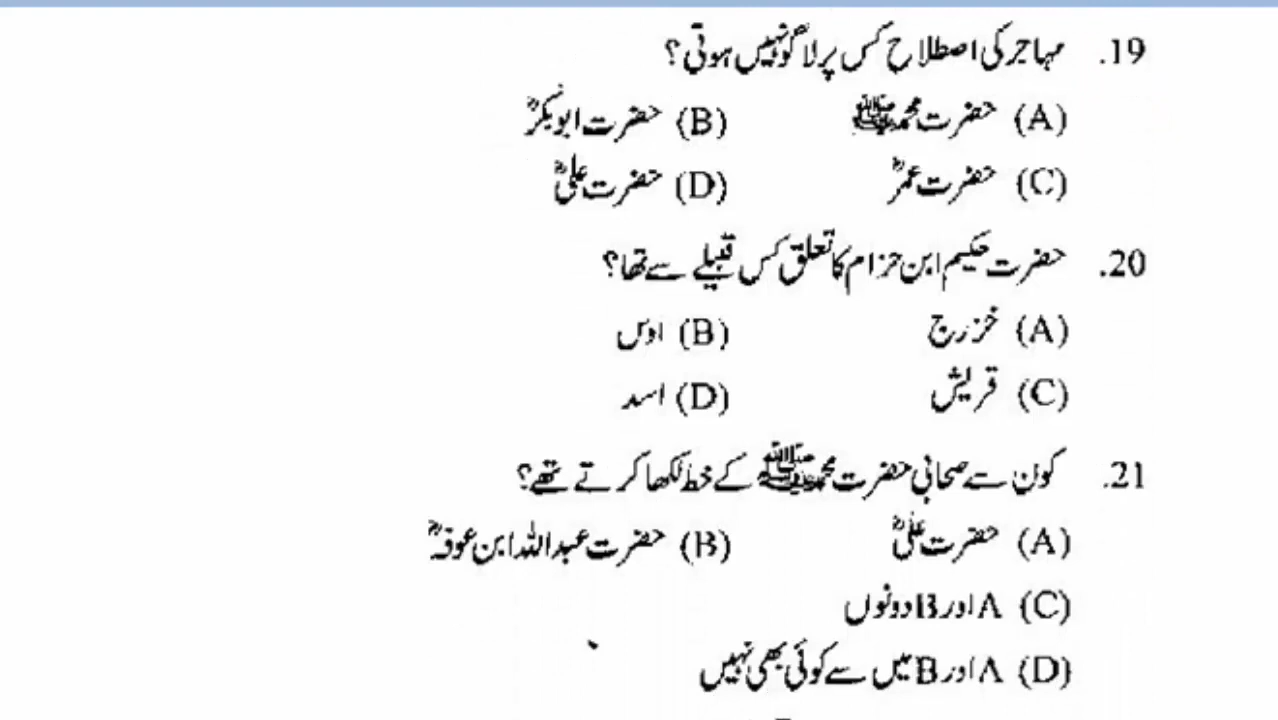 19. مہاجر کی اصطلاح کس پر لاگو نہیں ہوتی؟
(A) حضرت محمد ﷺ (B) حضرت ابوبکرؓ
(C) حضرت عمرؓ (D) حضرت علیؓ
20. حضرت حکیم ابن حزام کا تعلق کس قبیلے سے تھا؟
(A) خزرج (B) اوس
(C) قریش (D) اسد
21. کون سے صحابی حضرت محمد ﷺ کے خط لکھا کرتے تھے؟
(A) حضرت علیؓ (B) حضرت عبداللہ ابن عوفہؓ
(C) A اور B دونوں
(D) A اور B میں سے کوئی بھی نہیں